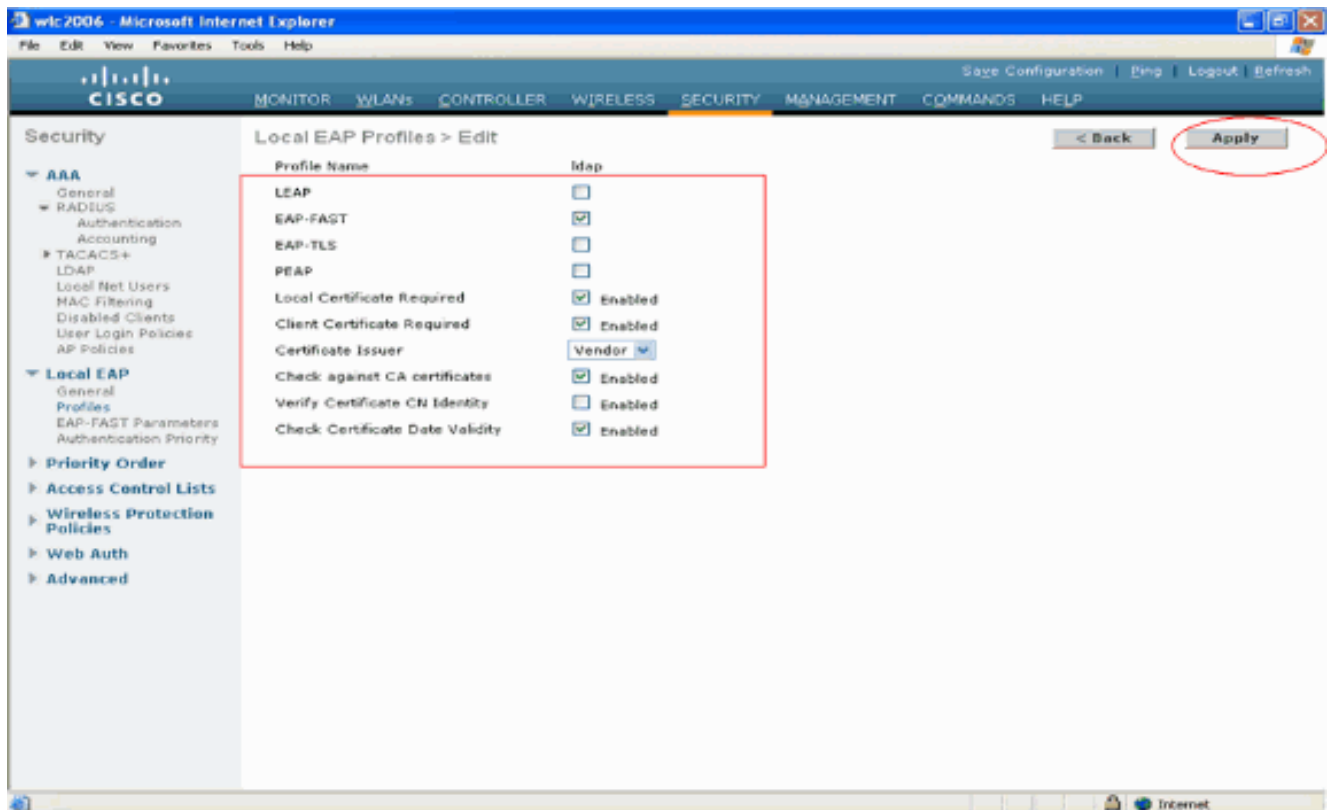 wlc2006 - Microsoft Internet Explorer
File Edit View Favorites Tools Help
Save Configuration | Ping | Logout | Refresh
CISCO
MONITOR WLANs CONTROLLER WIRELESS SECURITY MANAGEMENT COMMANDS HELP
Security
AAA
General
RADIUS
Authentication
Accounting
TACACS+
LDAP
Local Net Users
MAC Filtering
Disabled Clients
User Login Policies
AP Policies
Local EAP
General
Profiles
EAP-FAST Parameters
Authentication Priority
Priority Order
Access Control Lists
Wireless Protection
Policies
Web Auth
Advanced
Local EAP Profiles > Edit
< Back Apply
Profile Name ldap
LEAP
EAP-FAST
EAP-TLS
PEAP
Local Certificate Required Enabled
Client Certificate Required Enabled
Certificate Issuer Vendor
Check against CA certificates Enabled
Verify Certificate CN Identity Enabled
Check Certificate Date Validity Enabled
Internet